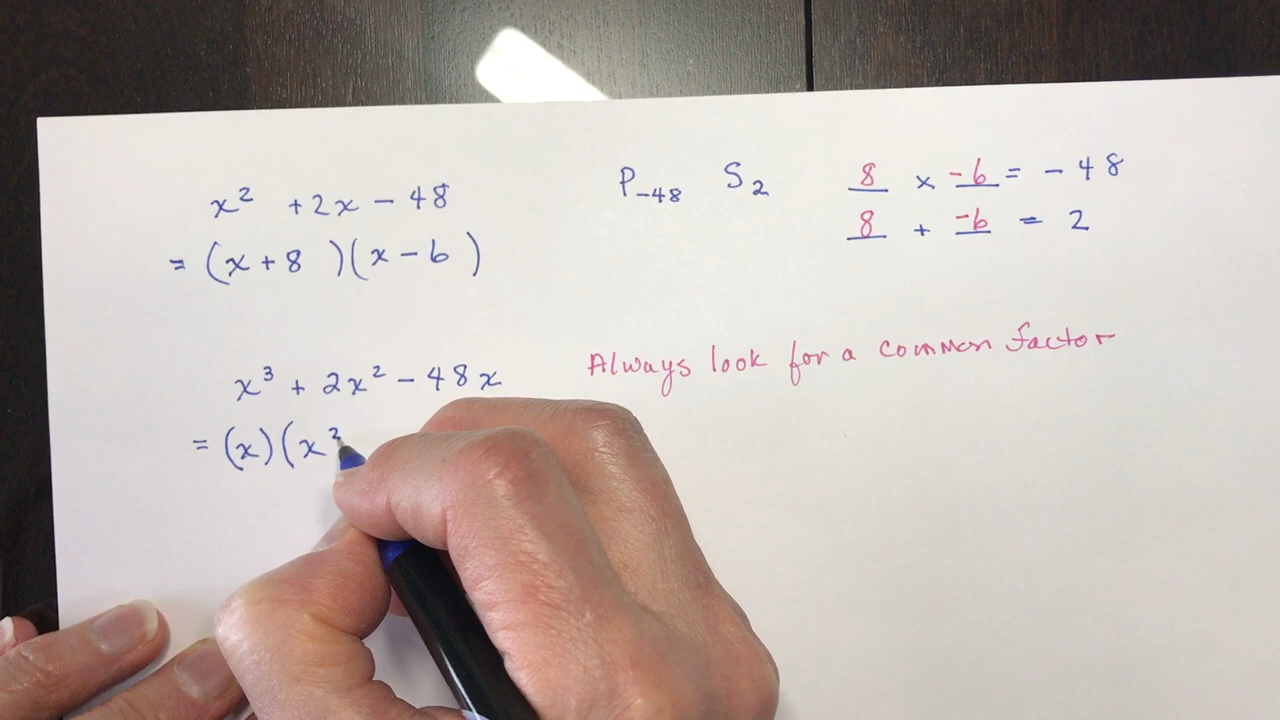 x² + 2x - 48
= (x + 8 )(x - 6 )
P₋₄₈ S₂
8 × -6 = - 48
8 + -6 = 2
x³ + 2x² - 48x
Always look for a common factor
= (x)(x²